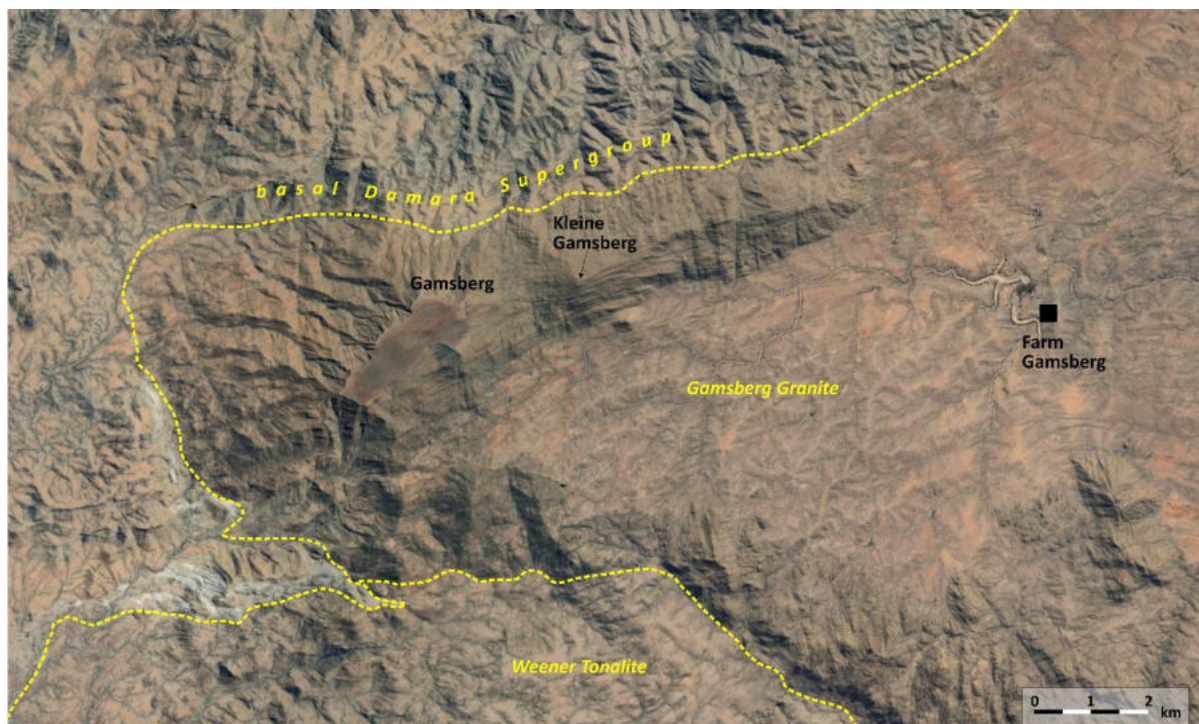 basal Damara Supergroup
Kleine
Gamsberg
Gamsberg
Farm
Gamsberg
Gamsberg Granite
Weener Tonalite
0 1 2
km